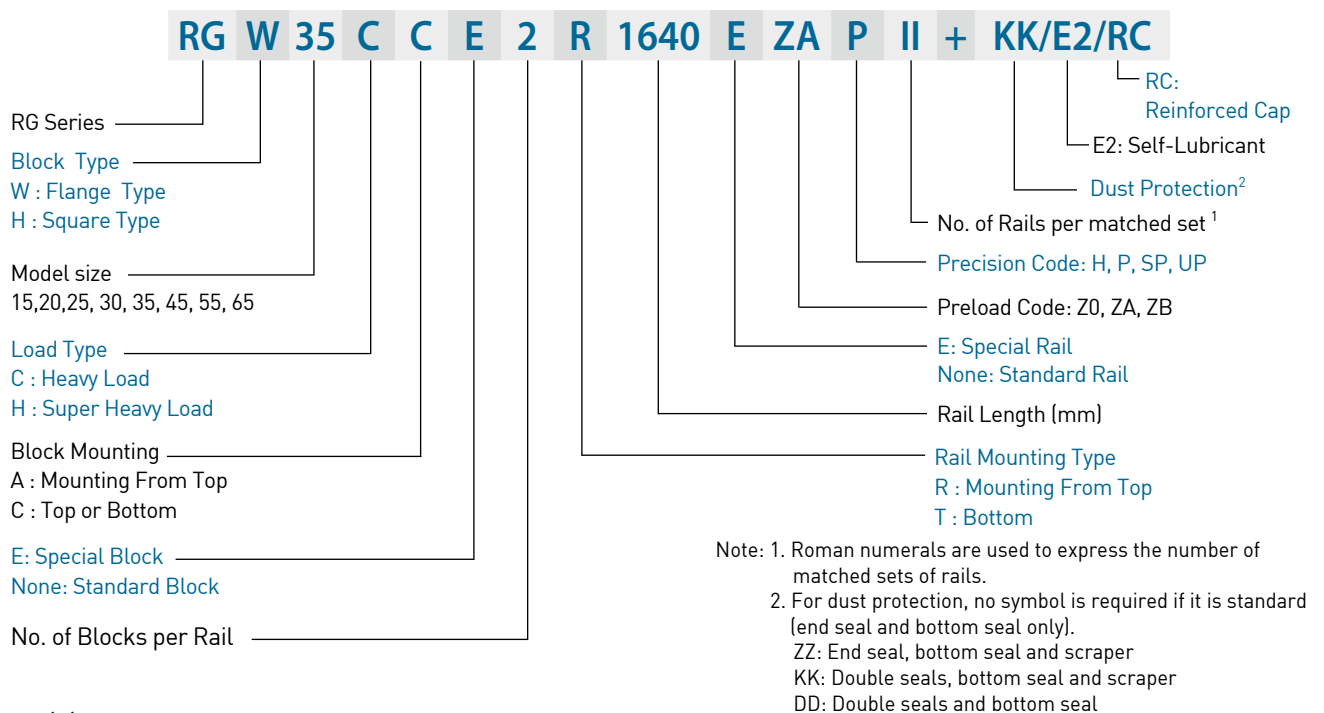 RG W 35 C C E 2 R 1640 E ZA P II + KK/E2/RC
RG Series
Block Type
W : Flange Type
H : Square Type
Model size
15,20,25, 30, 35, 45, 55, 65
Load Type
C : Heavy Load
H : Super Heavy Load
Block Mounting
A : Mounting From Top
C : Top or Bottom
E: Special Block
None: Standard Block
No. of Blocks per Rail
RC:
Reinforced Cap
E2: Self-Lubricant
Dust Protection2
No. of Rails per matched set 1
Precision Code: H, P, SP, UP
Preload Code: Z0, ZA, ZB
E: Special Rail
None: Standard Rail
Rail Length (mm)
Rail Mounting Type
R : Mounting From Top
T : Bottom
Note: 1. Roman numerals are used to express the number of
matched sets of rails.
2. For dust protection, no symbol is required if it is standard
(end seal and bottom seal only).
ZZ: End seal, bottom seal and scraper
KK: Double seals, bottom seal and scraper
DD: Double seals and bottom seal